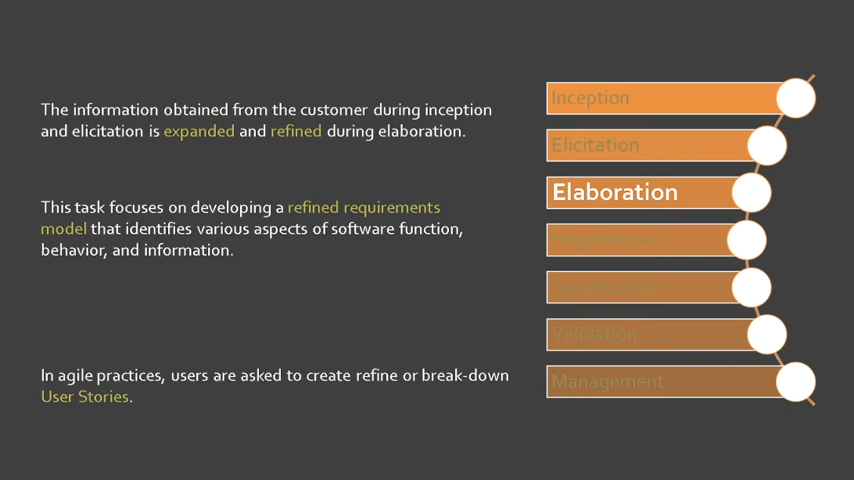 The information obtained from the customer during inception
and elicitation is expanded and refined during elaboration.
This task focuses on developing a refined requirements
model that identifies various aspects of software function,
behavior, and information.
In agile practices, users are asked to create refine or break-down
User Stories.
Inception
Elicitation
Elaboration
Negotiation
Specification
Validation
Management